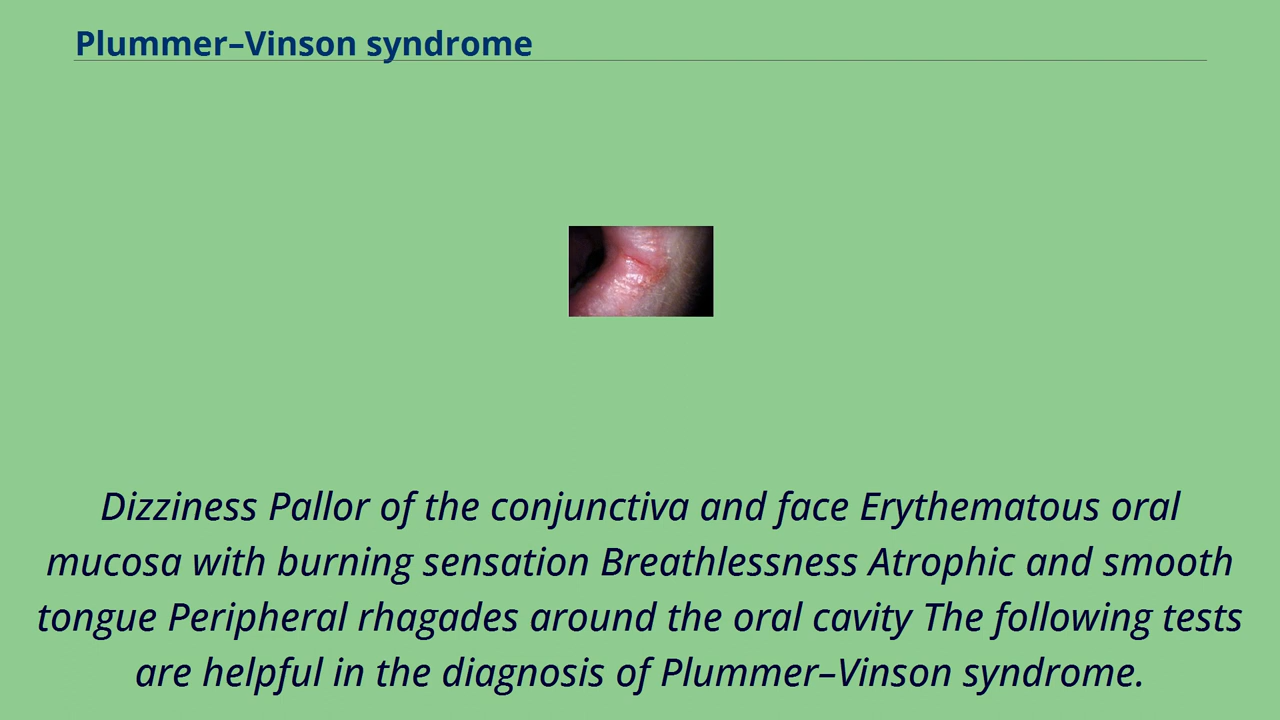 Plummer–Vinson syndrome
Dizziness Pallor of the conjunctiva and face Erythematous oral
mucosa with burning sensation Breathlessness Atrophic and smooth
tongue Peripheral rhagades around the oral cavity The following tests
are helpful in the diagnosis of Plummer–Vinson syndrome.